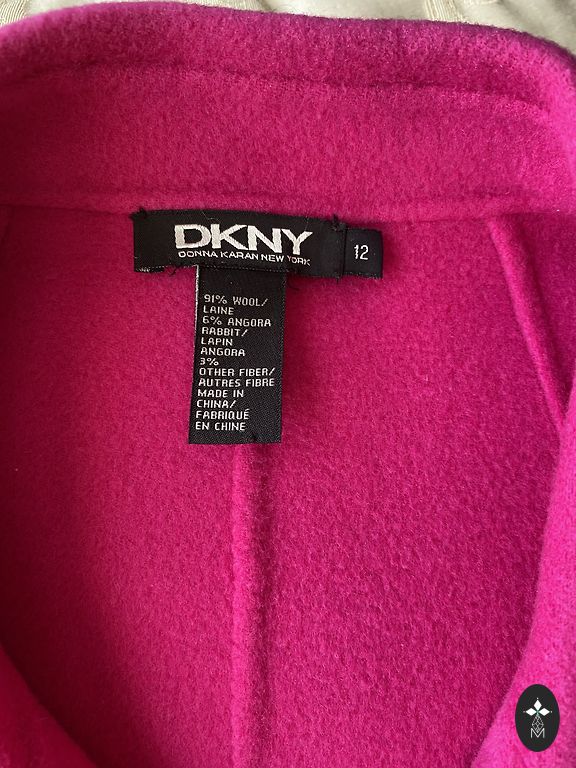 DKNY
DONNA KARAN NEW YORK
12
91% WOOL/
LAINE
6% ANGORA
RABBIT/
LAPIN
ANGORA
3%
OTHER FIBER/
AUTRES FIBRE
MADE IN
CHINA/
FABRIQUÉ
EN CHINE
M